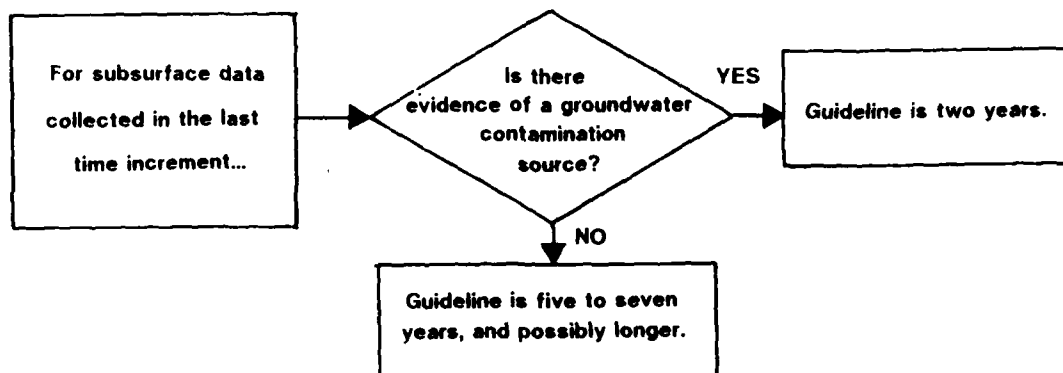 For subsurface data
collected in the last
time increment...
Is there
evidence of a groundwater
contamination
source?
YES
Guideline is two years.
NO
Guideline is five to seven
years, and possibly longer.